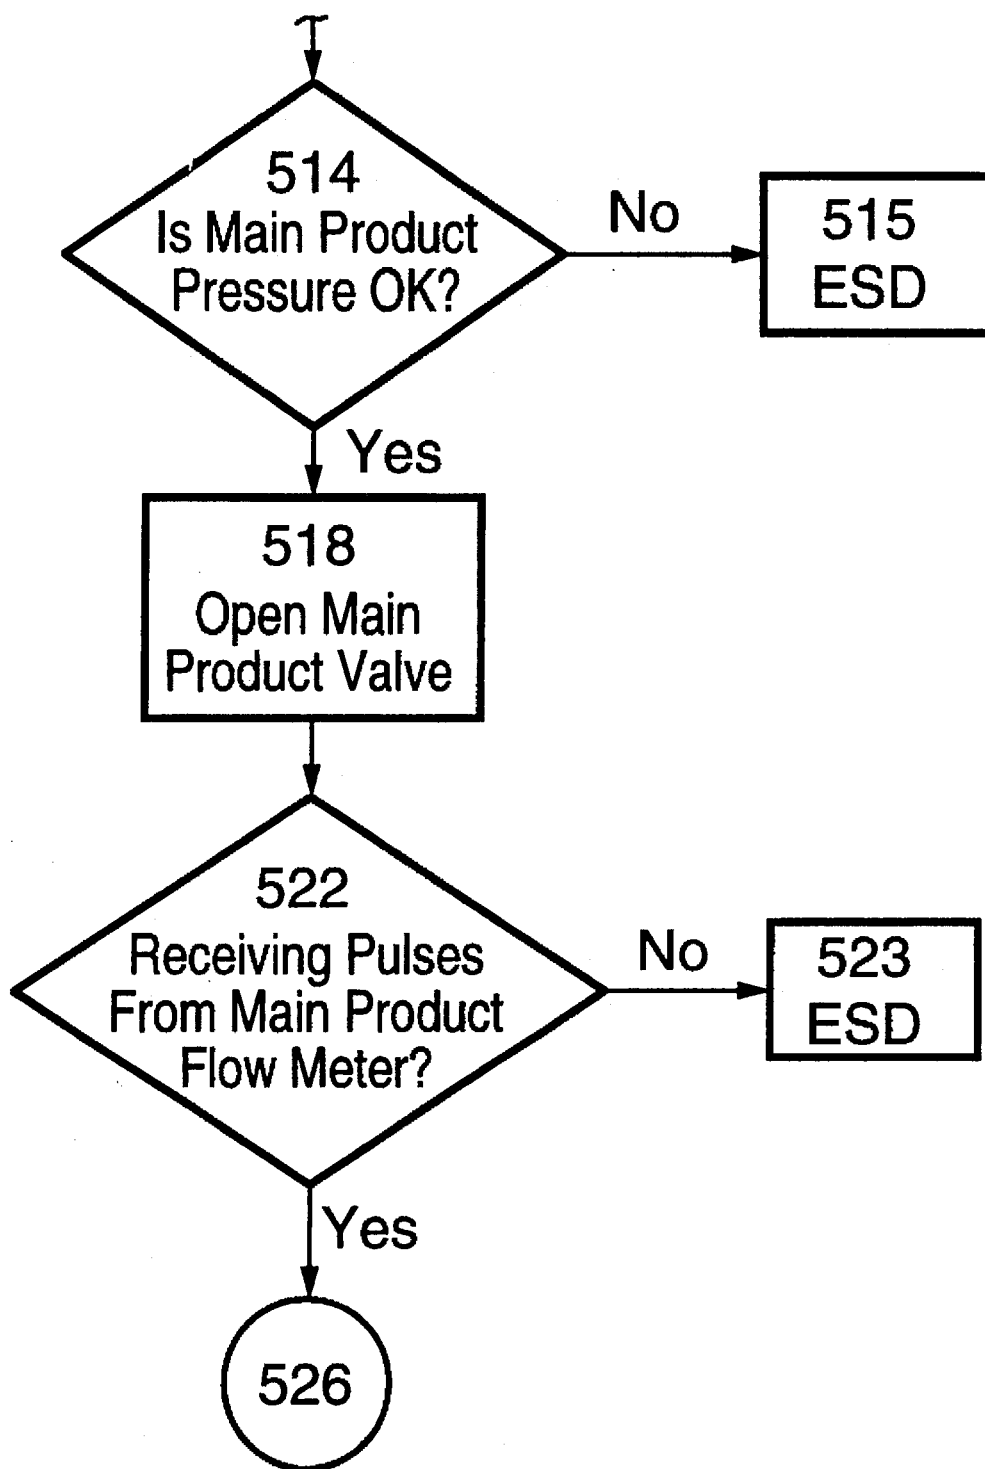 514
Is Main Product
Pressure OK?
No
515
ESD
Yes
518
Open Main
Product Valve
522
Receiving Pulses
From Main Product
Flow Meter?
No
523
ESD
Yes
526